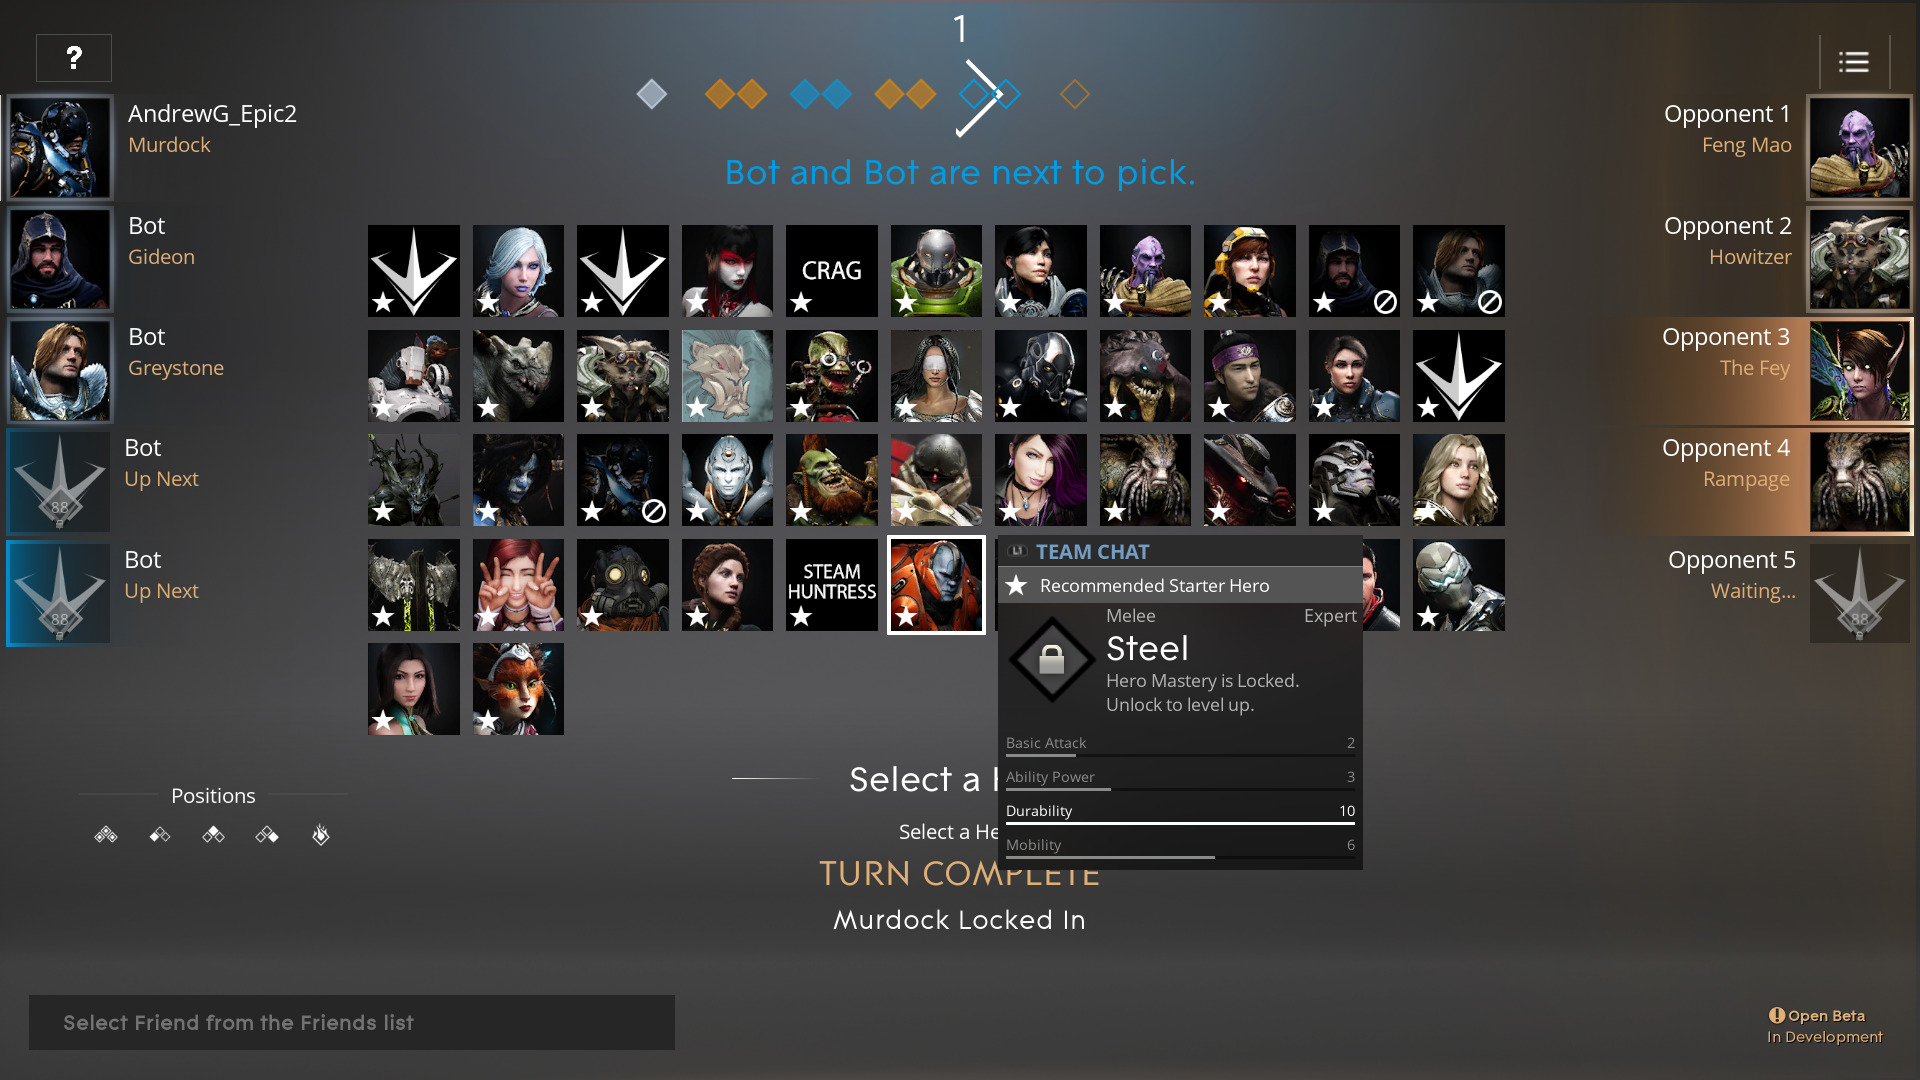 1
?
Bot and Bot are next to pick.
AndrewG_Epic2
Murdock
Bot
Gideon
Bot
Greystone
Bot
Up Next
88
Bot
Up Next
88
Opponent 1
Feng Mao
Opponent 2
Howitzer
Opponent 3
The Fey
Opponent 4
Rampage
Opponent 5
Waiting...
88
CRAG
STEAM
HUNTRESS
L1 TEAM CHAT
Recommended Starter Hero
Melee Expert
Steel
Hero Mastery is Locked.
Unlock to level up.
Basic Attack 2
Ability Power 3
Durability 10
Mobility 6
Positions
Select a
Select a He
TURN COMPLETE
Murdock Locked In
Select Friend from the Friends list
Open Beta
In Development